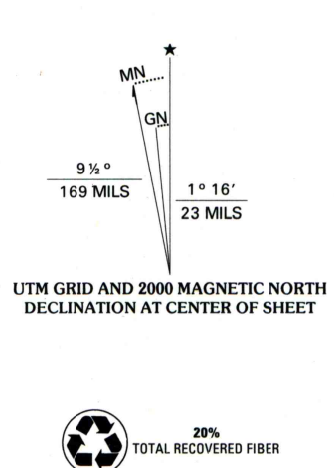 ★
MN
GN
9 ½ °
169 MILS
1° 16′
23 MILS
UTM GRID AND 2000 MAGNETIC NORTH
DECLINATION AT CENTER OF SHEET
20%
TOTAL RECOVERED FIBER